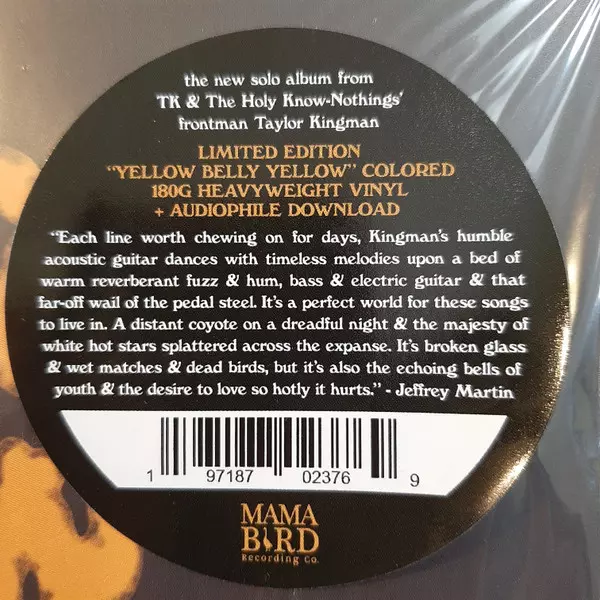 the new solo album from
TK & The Holy Know-Nothings'
frontman Taylor Kingman
LIMITED EDITION
"YELLOW BELLY YELLOW" COLORED
180G HEAVYWEIGHT VINYL
+ AUDIOPHILE DOWNLOAD
"Each line worth chewing on for days, Kingman's humble
acoustic guitar dances with timeless melodies upon a bed of
warm reverberant fuzz & hum, bass & electric guitar & that
far-off wail of the pedal steel. It's a perfect world for these songs
to live in. A distant coyote on a dreadful night & the majesty of
white hot stars splattered across the expanse. It's broken glass
& wet matches & dead birds, but it's also the echoing bells of
youth & the desire to love so hotly it hurts." - Jeffrey Martin
1 97187 02376 9
MAMA
BIRD
Recording Co.